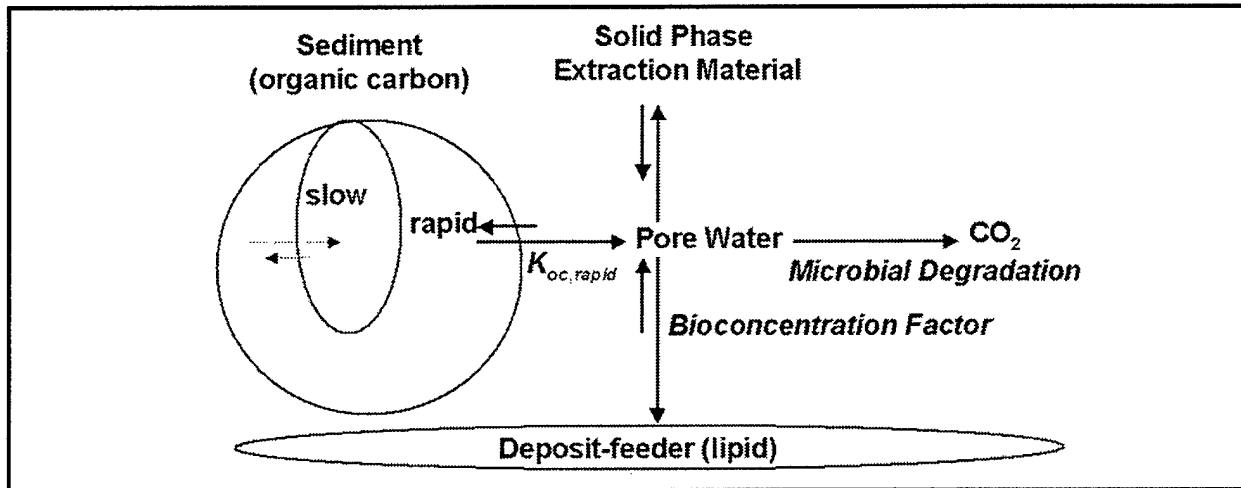 Sediment
(organic carbon)
Solid Phase
Extraction Material
slow
rapid
K oc,rapid
Pore Water
CO₂
Microbial Degradation
Bioconcentration Factor
Deposit-feeder (lipid)